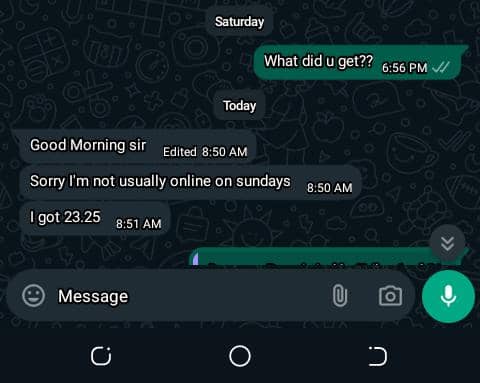 Saturday
What did u get?? 6:56 PM
Today
Good Morning sir Edited 8:50 AM
Sorry I'm not usually online on sundays 8:50 AM
I got 23.25 8:51 AM
Message